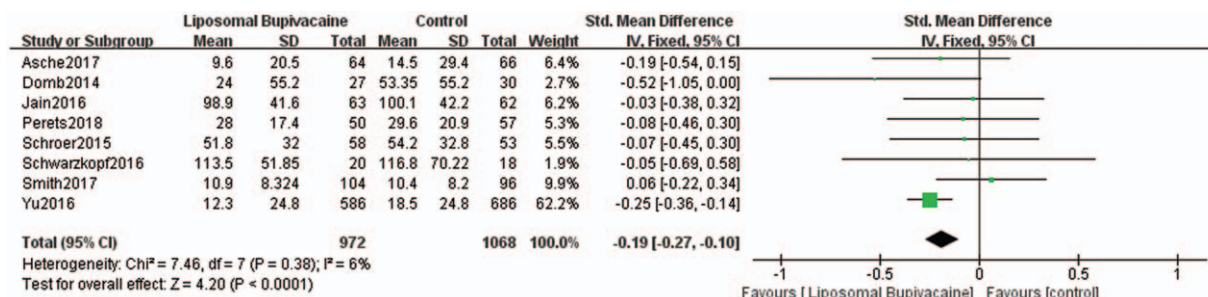 Liposomal Bupivacaine Control Std. Mean Difference Std. Mean Difference
Study or Subgroup Mean SD Total Mean SD Total Weight IV, Fixed, 95% CI IV, Fixed, 95% CI
Asche2017 9.6 20.5 64 14.5 29.4 66 6.4% -0.19 [-0.54, 0.15]
Domb2014 24 55.2 27 53.35 55.2 30 2.7% -0.52 [-1.05, 0.00]
Jain2016 98.9 41.6 63 100.1 42.2 62 6.2% -0.03 [-0.38, 0.32]
Perets2018 28 17.4 50 29.6 20.9 57 5.3% -0.08 [-0.46, 0.30]
Schroer2015 51.8 32 58 54.2 32.8 53 5.5% -0.07 [-0.45, 0.30]
Schwarzkopf2016 113.5 51.85 20 116.8 70.22 18 1.9% -0.05 [-0.69, 0.58]
Smith2017 10.9 8.324 104 10.4 8.2 96 9.9% 0.06 [-0.22, 0.34]
Yu2016 12.3 24.8 586 18.5 24.8 686 62.2% -0.25 [-0.36, -0.14]
Total (95% CI) 972 1068 100.0% -0.19 [-0.27, -0.10]
Heterogeneity: Chi² = 7.46, df = 7 (P = 0.38); I² = 6%
Test for overall effect: Z = 4.20 (P < 0.0001)
-1 -0.5 0 0.5 1
Favours [ Liposomal Bupivacaine] Favours [control]